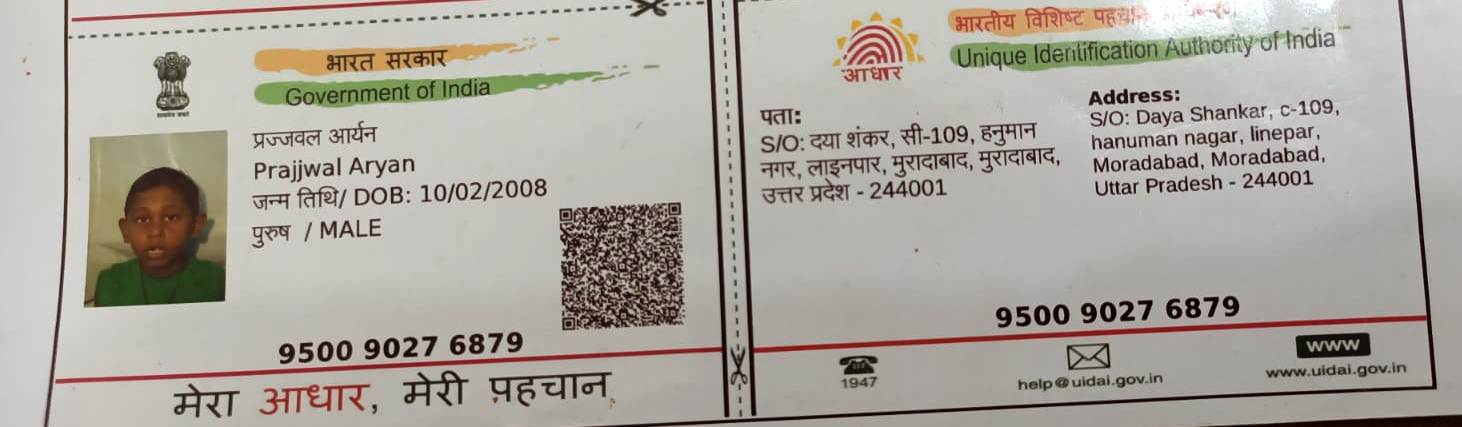 भारत सरकार
Government of India
प्रज्जवल आर्यन
Prajjwal Aryan
जन्म तिथि/ DOB: 10/02/2008
पुरुष / MALE
9500 9027 6879
मेरा आधार, मेरी पहचान
भारतीय विशिष्ट
Unique Identification Authority of India
आधार
पता:
S/O: दया शंकर, सी-109, हनुमान
नगर, लाइनपार, मुरादाबाद, मुरादाबाद,
उत्तर प्रदेश - 244001
Address:
S/O: Daya Shankar, c-109,
hanuman nagar, linepar,
Moradabad, Moradabad,
Uttar Pradesh - 244001
9500 9027 6879
1947
help@uidai.gov.in
www
www.uidai.gov.in